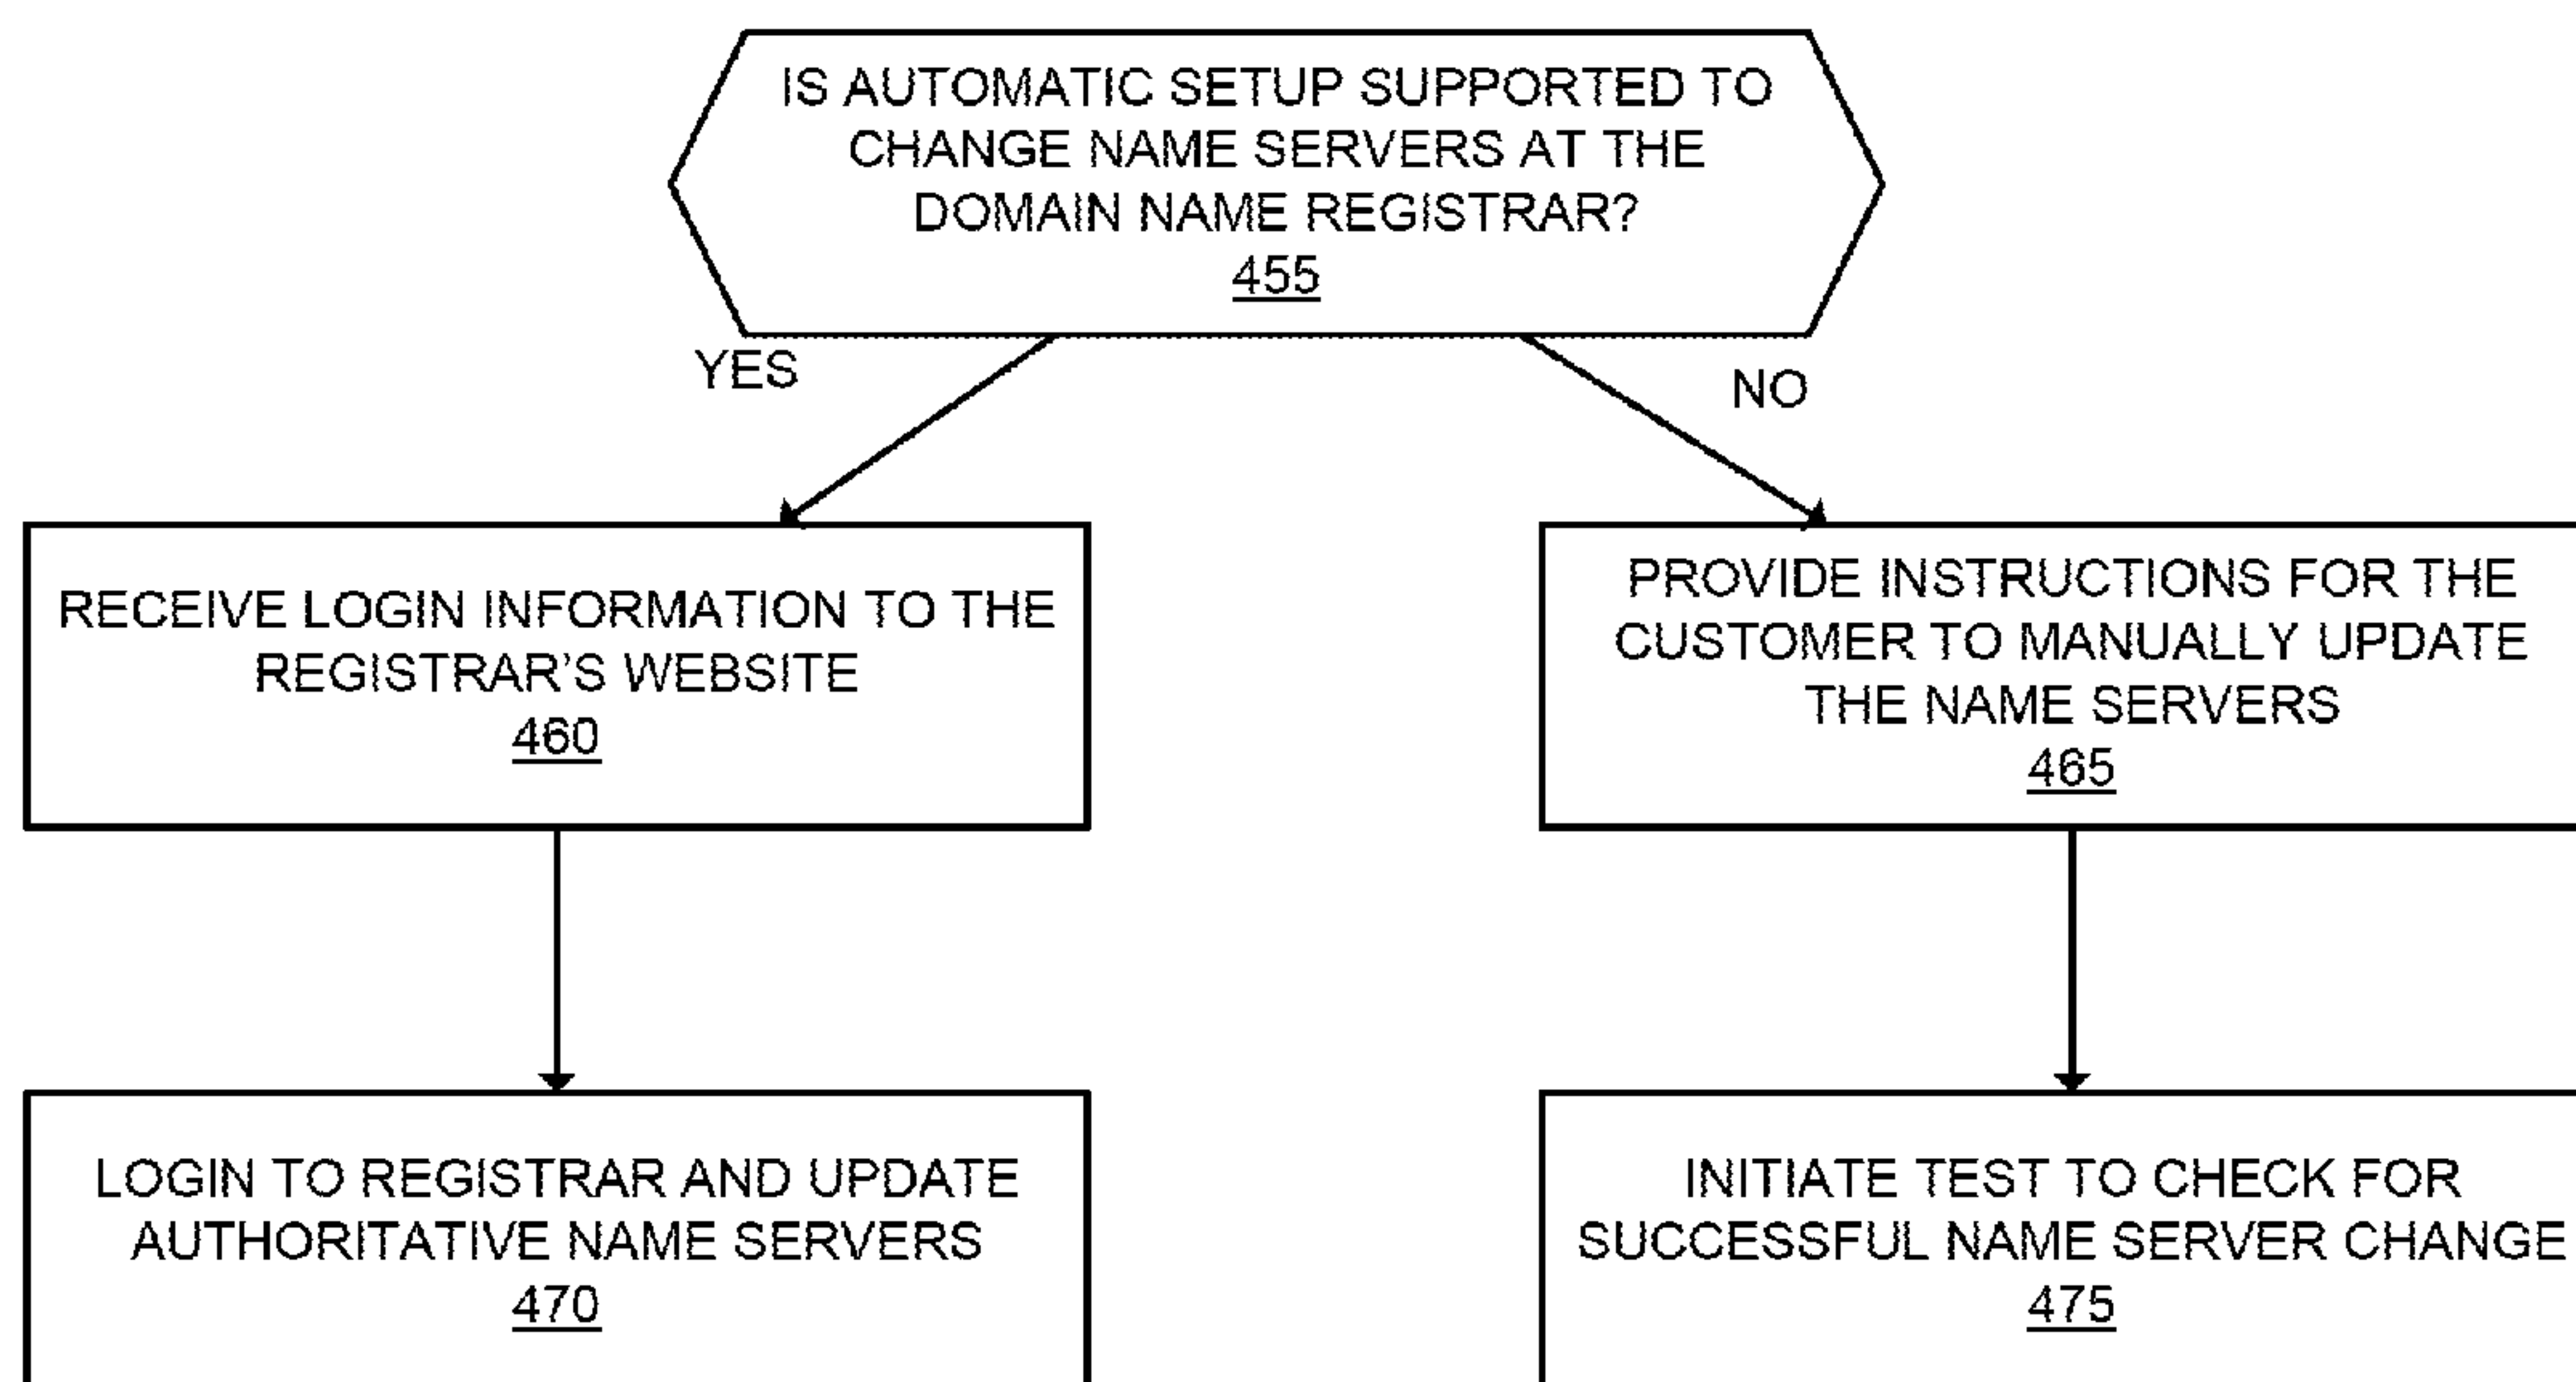 IS AUTOMATIC SETUP SUPPORTED TO
CHANGE NAME SERVERS AT THE
DOMAIN NAME REGISTRAR?
455
YES
NO
RECEIVE LOGIN INFORMATION TO THE
REGISTRAR'S WEBSITE
460
PROVIDE INSTRUCTIONS FOR THE
CUSTOMER TO MANUALLY UPDATE
THE NAME SERVERS
465
LOGIN TO REGISTRAR AND UPDATE
AUTHORITATIVE NAME SERVERS
470
INITIATE TEST TO CHECK FOR
SUCCESSFUL NAME SERVER CHANGE
475